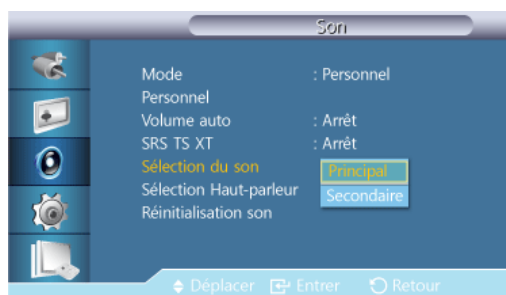 Son
Mode : Personnel
Personnel
Volume auto : Arrêt
SRS TS XT : Arrêt
Sélection du son Principal
Sélection Haut-parleur Secondaire
Réinitialisation son
Déplacer Entrer Retour